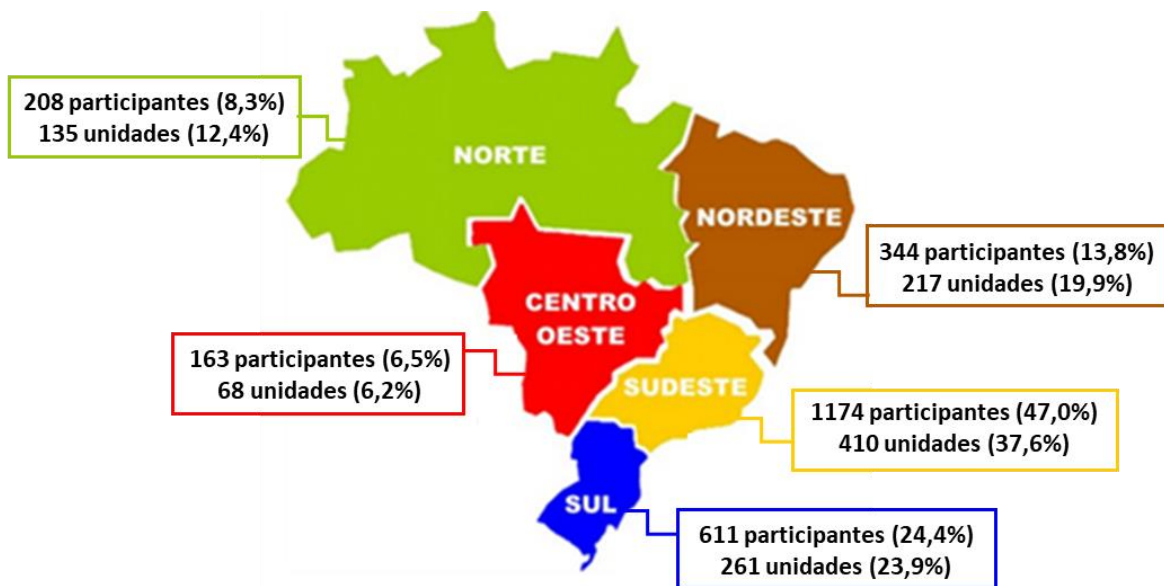 208 participantes (8,3%)
135 unidades (12,4%)
NORTE
NORDESTE
344 participantes (13,8%)
217 unidades (19,9%)
CENTRO
OESTE
163 participantes (6,5%)
68 unidades (6,2%)
SUDESTE
1174 participantes (47,0%)
410 unidades (37,6%)
SUL
611 participantes (24,4%)
261 unidades (23,9%)